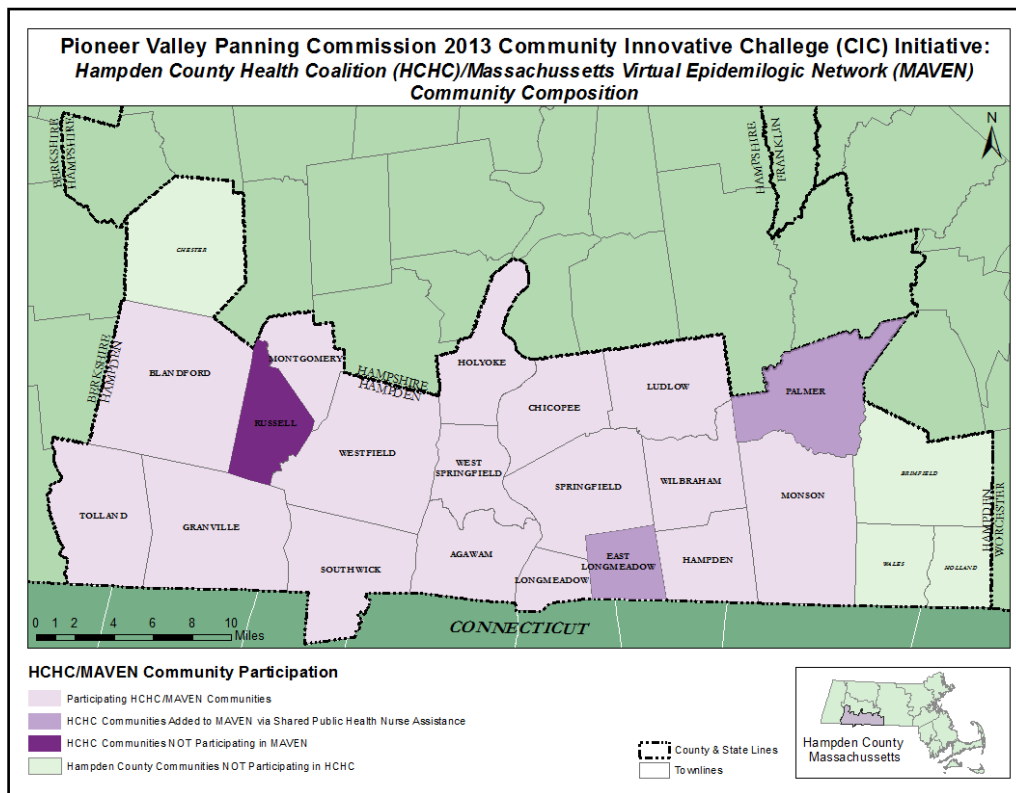 Pioneer Valley Panning Commission 2013 Community Innovative Challege (CIC) Initiative:
Hampden County Health Coalition (HCHC)/Massachussetts Virtual Epidemilogic Network (MAVEN)
Community Composition
N
BERKSHIRE
HAMPSHIRE
HAMPSHIRE
FRANKLIN
CHESTER
BERKSHIRE
HAMPDEN
BLANDFORD
MONTGOMERY
HAMPSHIRE
HAMPDEN
HOLYOKE
LUDLOW
PALMER
CHICOPEE
RUSSELL
WESTFIELD
WEST
SPRINGFIELD
SPRINGFIELD
WILBRAHAM
MONSON
BRIMFIELD
HAMPDEN
WORCESTER
TOLLAND
GRANVILLE
SOUTHWICK
AGAWAM
LONGMEADOW
EAST
LONGMEADOW
HAMPDEN
WALES
HOLLAND
CONNECTICUT
0 1 2 4 6 8 10
Miles
HCHC/MAVEN Community Participation
Participating HCHC/MAVEN Communities
HCHC Communities Added to MAVEN via Shared Public Health Nurse Assistance
HCHC Communities NOT Participating in MAVEN
Hampden County Communities NOT Participating in HCHC
County & State Lines
Townlines
Hampden County
Massachusetts